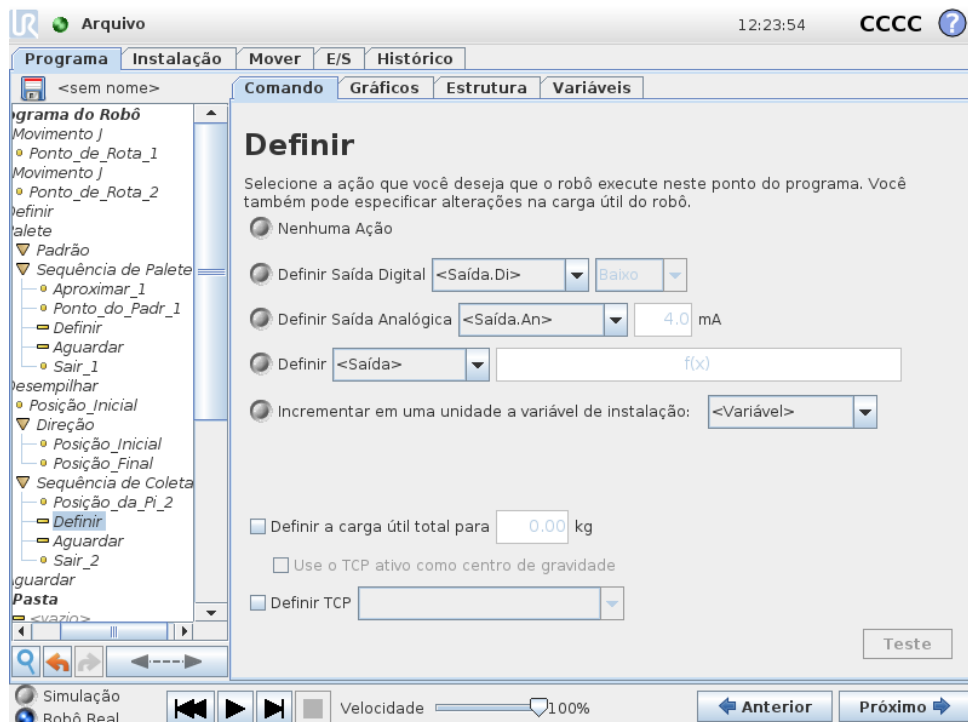 UR Arquivo 12:23:54 CCCC ?
Programa Instalação Mover E/S Histórico
<sem nome>
Comando Gráficos Estrutura Variáveis
ograma do Robô
Movimento J
Ponto_de_Rota_1
Movimento J
Ponto_de_Rota_2
Definir
Palete
Padrão
Sequência de Palete
Aproximar_1
Ponto_do_Padr_1
Definir
Aguardar
Sair_1
Desempilhar
Posição_Inicial
Direção
Posição_Inicial
Posição_Final
Sequência de Coleta
Posição_da_Pi_2
Definir
Aguardar
Sair_2
Aguardar
Pasta
<vazio>
Definir
Selecione a ação que você deseja que o robô execute neste ponto do programa. Você
também pode especificar alterações na carga útil do robô.
Nenhuma Ação
Definir Saída Digital <Saída.Di> Baixo
Definir Saída Analógica <Saída.An> 4.0 mA
Definir <Saída> f(x)
Incrementar em uma unidade a variável de instalação: <Variável>
Definir a carga útil total para 0.00 kg
Use o TCP ativo como centro de gravidade
Definir TCP
Teste
Simulação
Robô Real
Velocidade 100%
Anterior Próximo